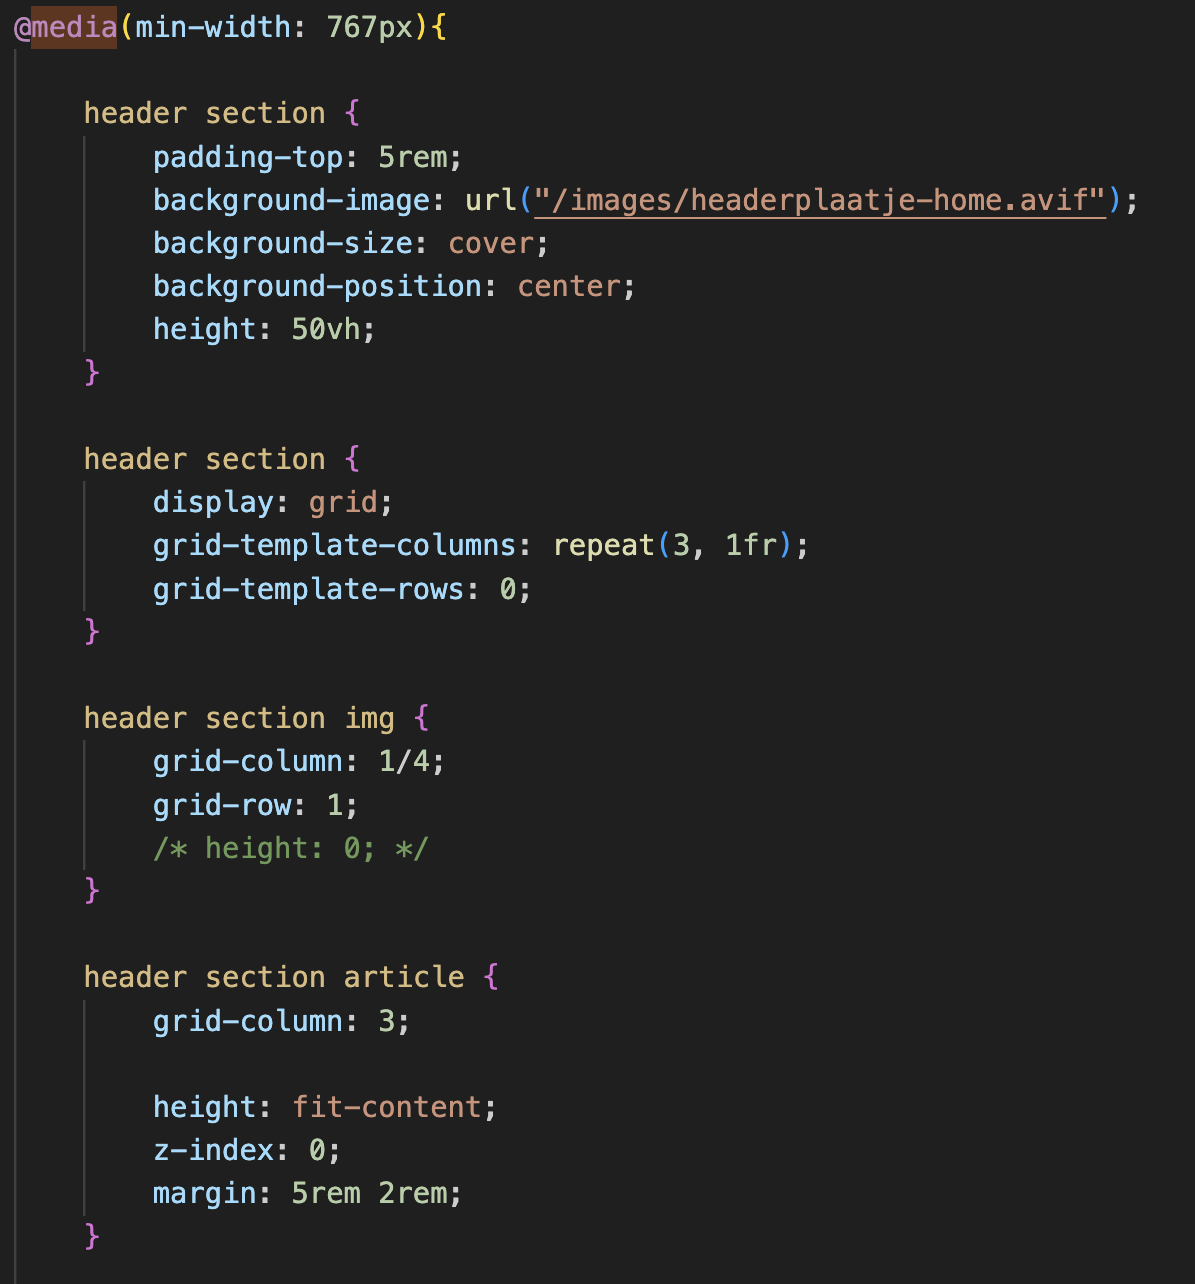 @media(min-width: 767px){
header section {
padding-top: 5rem;
background-image: url("/images/headerplaatje-home.avif");
background-size: cover;
background-position: center;
height: 50vh;
}
header section {
display: grid;
grid-template-columns: repeat(3, 1fr);
grid-template-rows: 0;
}
header section img {
grid-column: 1/4;
grid-row: 1;
/* height: 0; */
}
header section article {
grid-column: 3;
height: fit-content;
z-index: 0;
margin: 5rem 2rem;
}